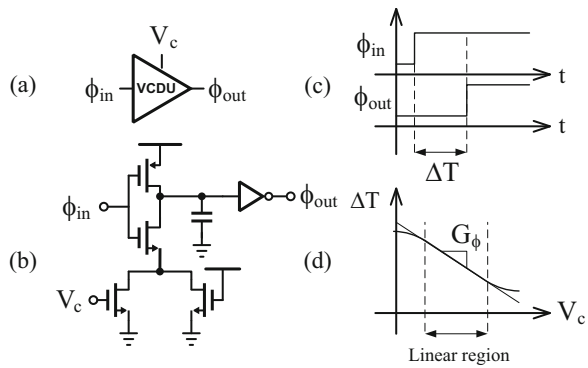 (a)
V_c
ϕ_in
VCDU
ϕ_out
(b)
ϕ_in
ϕ_out
V_c
(c)
ϕ_in
t
ϕ_out
t
ΔT
(d)
ΔT
G_ϕ
V_c
Linear region